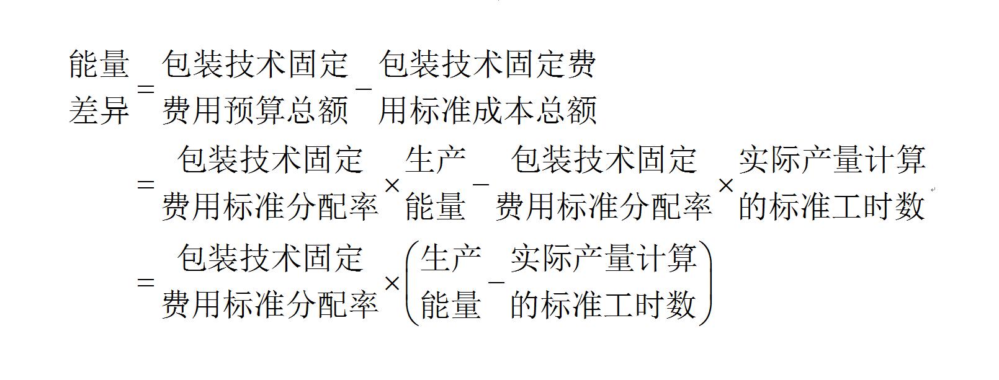 能量 包装技术固定 包装技术固定费
= −
差异 费用预算总额 用标准成本总额
包装技术固定 生产 包装技术固定 实际产量计算
= × − ×
费用标准分配率 能量 费用标准分配率 的标准工时数
包装技术固定 生产 实际产量计算
= × ( − )
费用标准分配率 能量 的标准工时数